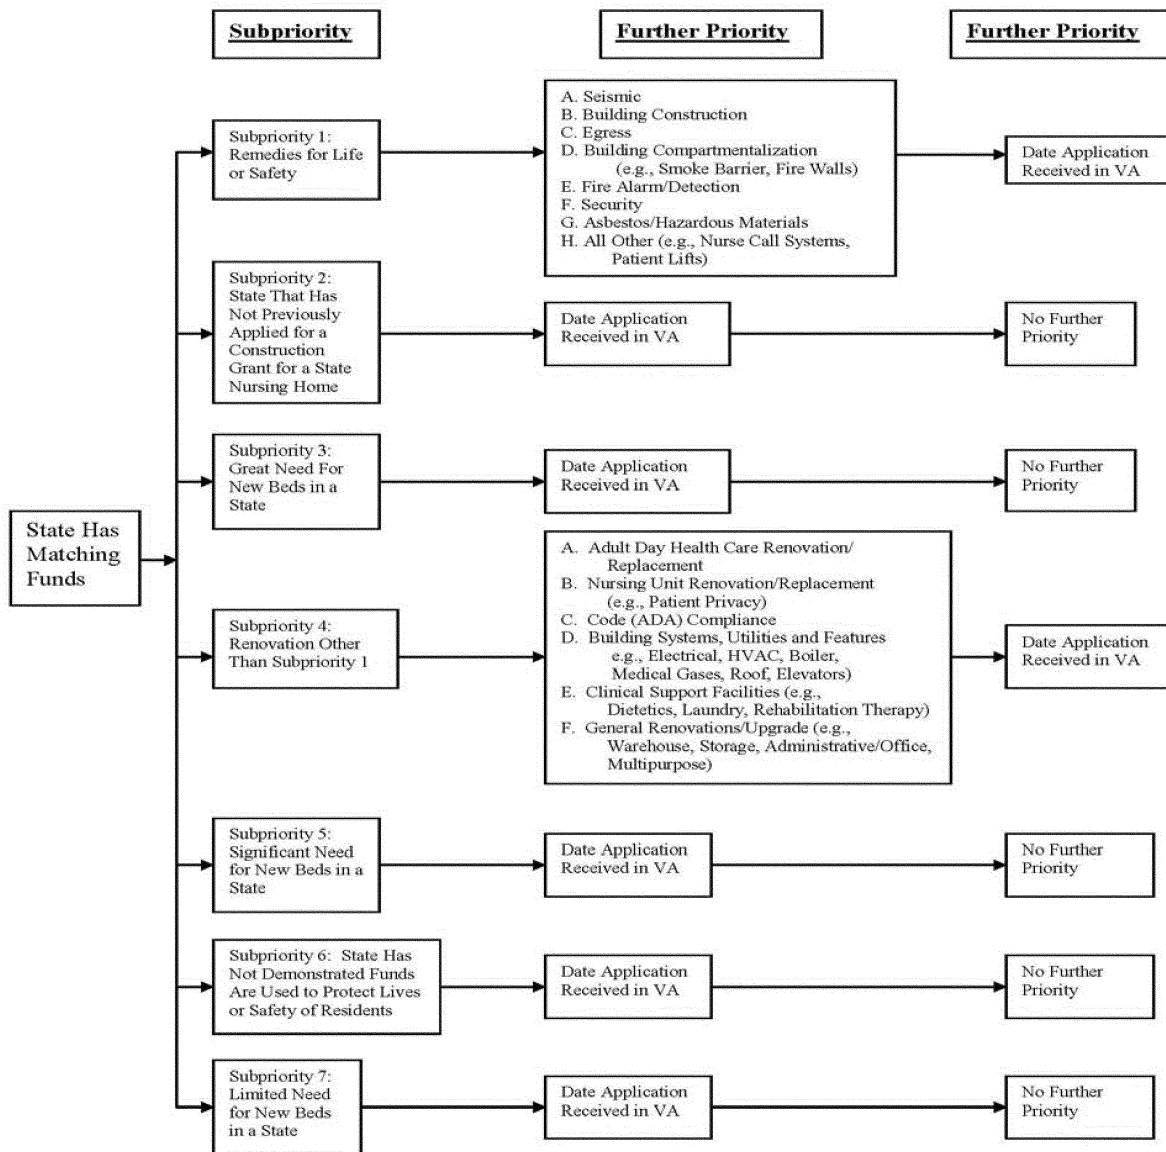 Subpriority
Further Priority
Further Priority
Subpriority 1:
Remedies for Life
or Safety
A. Seismic
B. Building Construction
C. Egress
D. Building Compartmentalization
(e.g., Smoke Barrier, Fire Walls)
E. Fire Alarm/Detection
F. Security
G. Asbestos/Hazardous Materials
H. All Other (e.g., Nurse Call Systems,
Patient Lifts)
Date Application
Received in VA
Subpriority 2:
State That Has
Not Previously
Applied for a
Construction
Grant for a State
Nursing Home
Date Application
Received in VA
No Further
Priority
Subpriority 3:
Great Need For
New Beds in a
State
Date Application
Received in VA
No Further
Priority
State Has
Matching
Funds
Subpriority 4:
Renovation Other
Than Subpriority 1
A. Adult Day Health Care Renovation/
Replacement
B. Nursing Unit Renovation/Replacement
(e.g., Patient Privacy)
C. Code (ADA) Compliance
D. Building Systems, Utilities and Features
e.g., Electrical, HVAC, Boiler,
Medical Gases, Roof, Elevators)
E. Clinical Support Facilities (e.g.,
Dietetics, Laundry, Rehabilitation Therapy)
F. General Renovations/Upgrade (e.g.,
Warehouse, Storage, Administrative/Office,
Multipurpose)
Date Application
Received in VA
Subpriority 5:
Significant Need
for New Beds in a
State
Date Application
Received in VA
No Further
Priority
Subpriority 6: State Has
Not Demonstrated Funds
Are Used to Protect Lives
or Safety of Residents
Date Application
Received in VA
No Further
Priority
Subpriority 7:
Limited Need
for New Beds
in a State
Date Application
Received in VA
No Further
Priority